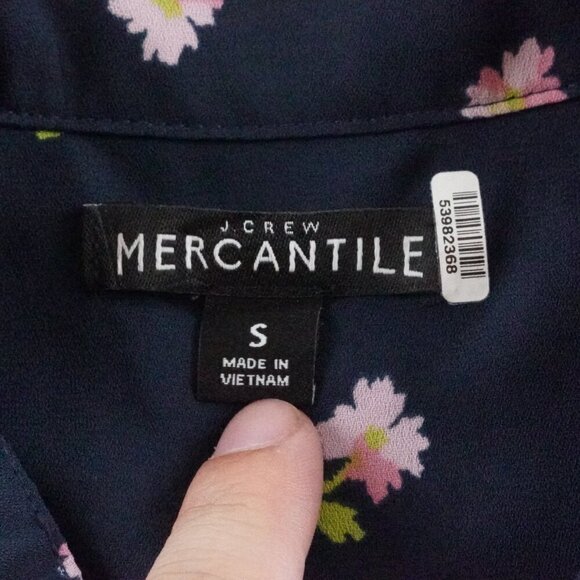 J.CREW
MERCANTILE
53982368
S
MADE IN
VIETNAM